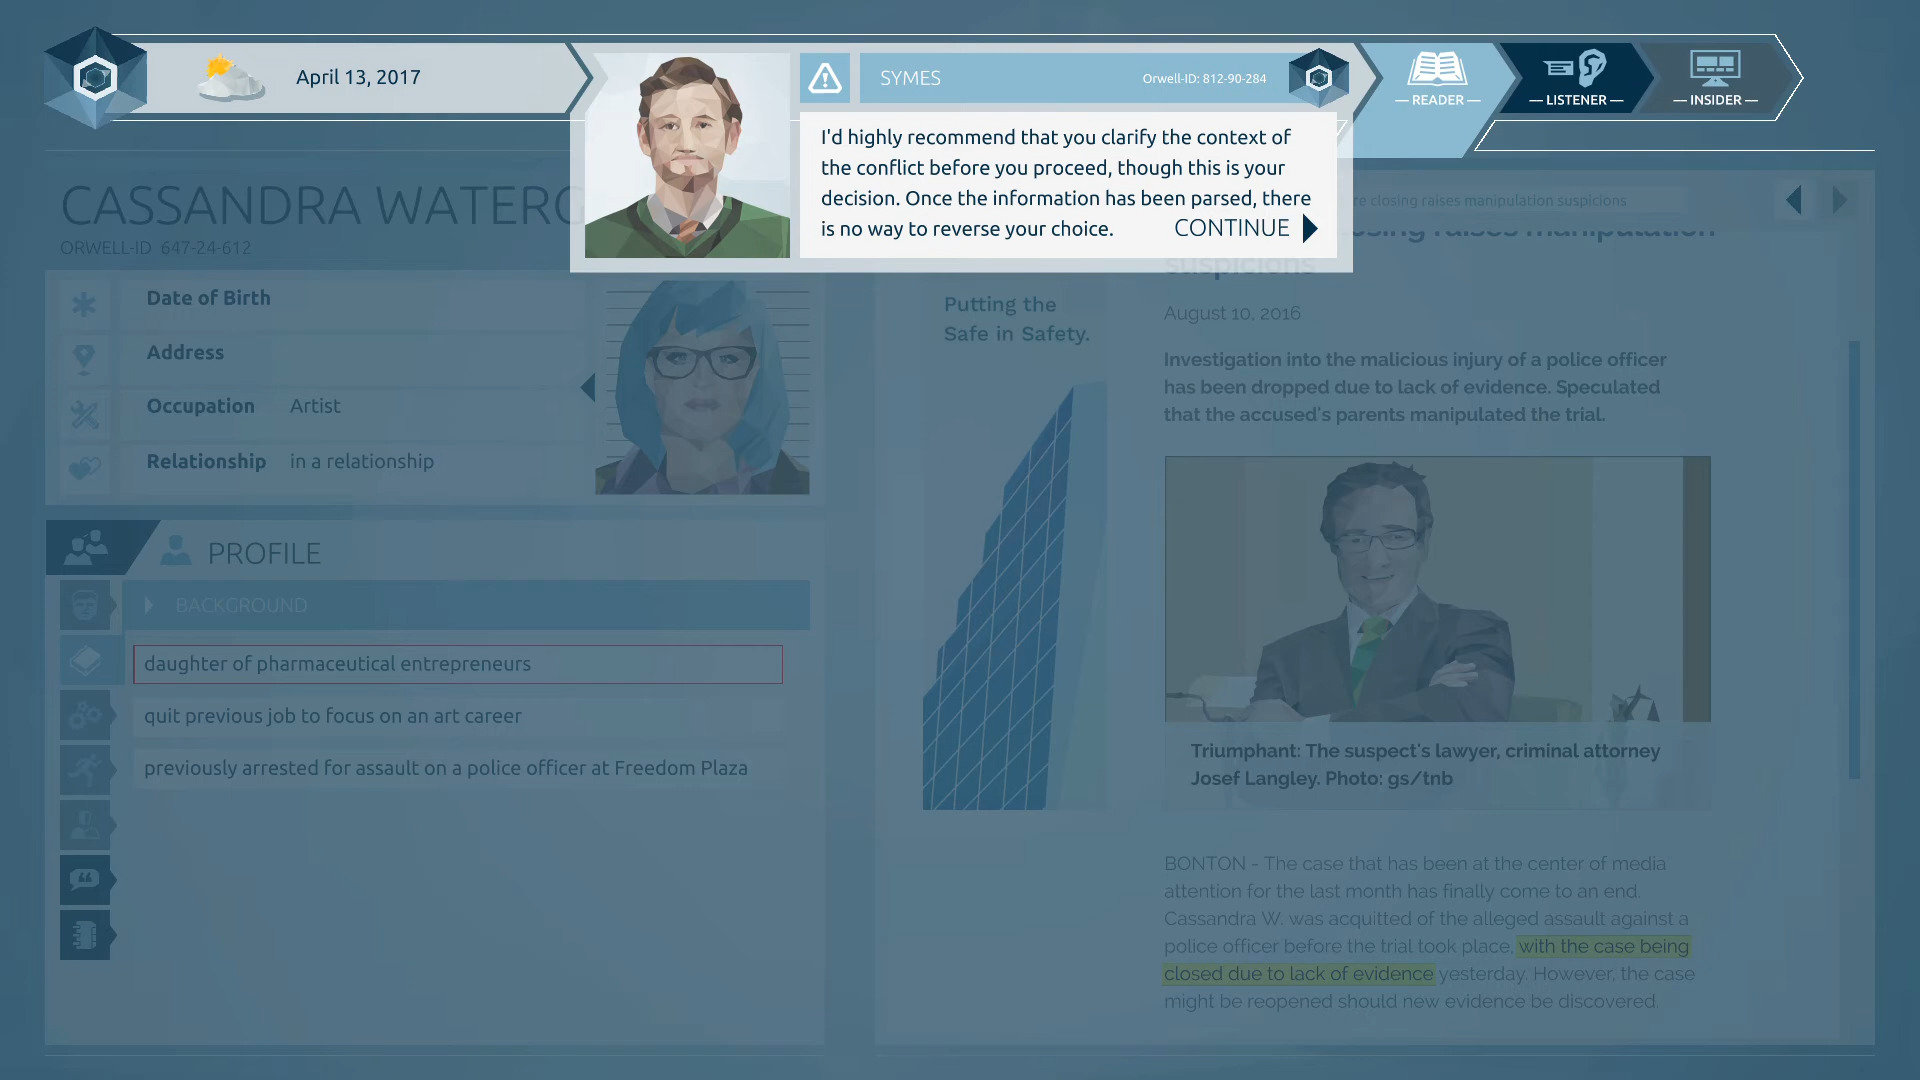 April 13, 2017
SYMES
Orwell-ID: 812-90-284
READER
LISTENER
INSIDER
I'd highly recommend that you clarify the context of
the conflict before you proceed, though this is your
decision. Once the information has been parsed, there
is no way to reverse your choice.
CONTINUE
CASSANDRA WATERG
ORWELL-ID 647-24-612
Date of Birth
Address
Occupation Artist
Relationship in a relationship
PROFILE
BACKGROUND
daughter of pharmaceutical entrepreneurs
quit previous job to focus on an art career
previously arrested for assault on a police officer at Freedom Plaza
re closing raises manipulation suspicions
osing raises manipulation
suspicions
Putting the
Safe in Safety.
August 10, 2016
Investigation into the malicious injury of a police officer
has been dropped due to lack of evidence. Speculated
that the accused's parents manipulated the trial.
Triumphant: The suspect's lawyer, criminal attorney
Josef Langley. Photo: gs/tnb
BONTON - The case that has been at the center of media
attention for the last month has finally come to an end.
Cassandra W. was acquitted of the alleged assault against a
police officer before the trial took place, with the case being
closed due to lack of evidence yesterday. However, the case
might be reopened should new evidence be discovered.